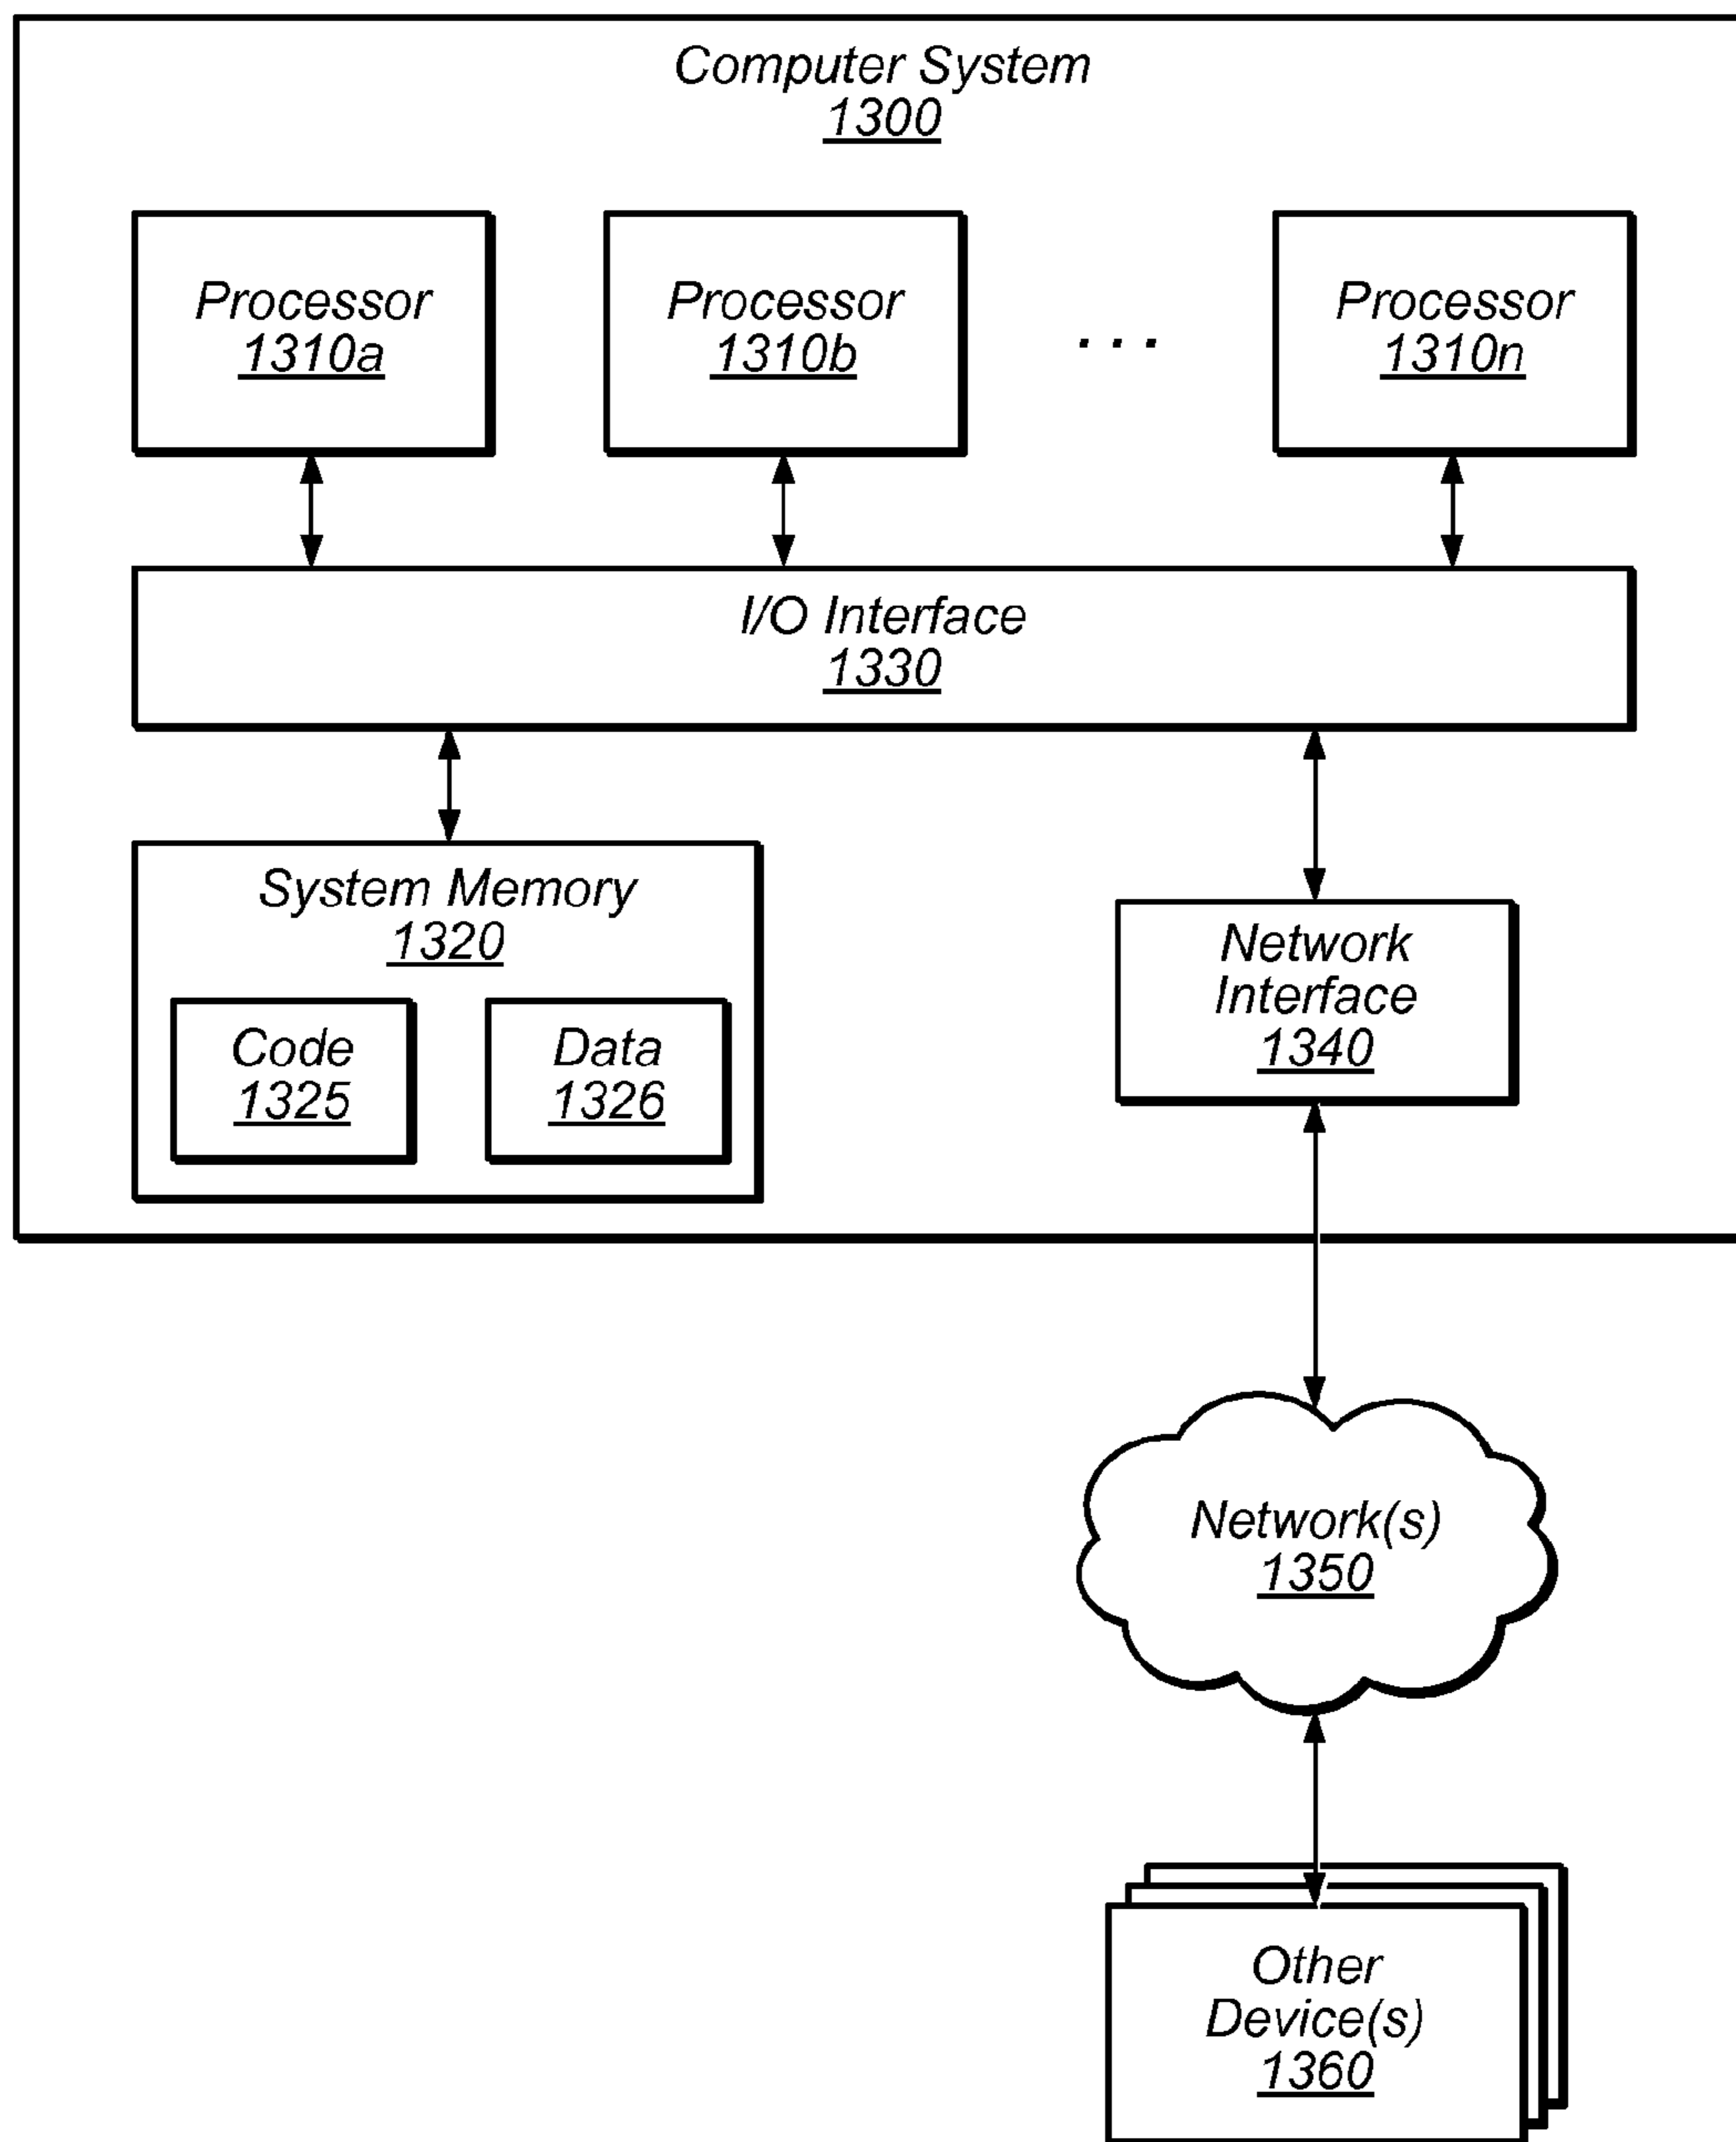 Computer System
1300
Processor
1310a
Processor
1310b
...
Processor
1310n
I/O Interface
1330
System Memory
1320
Code
1325
Data
1326
Network
Interface
1340
Network(s)
1350
Other
Device(s)
1360